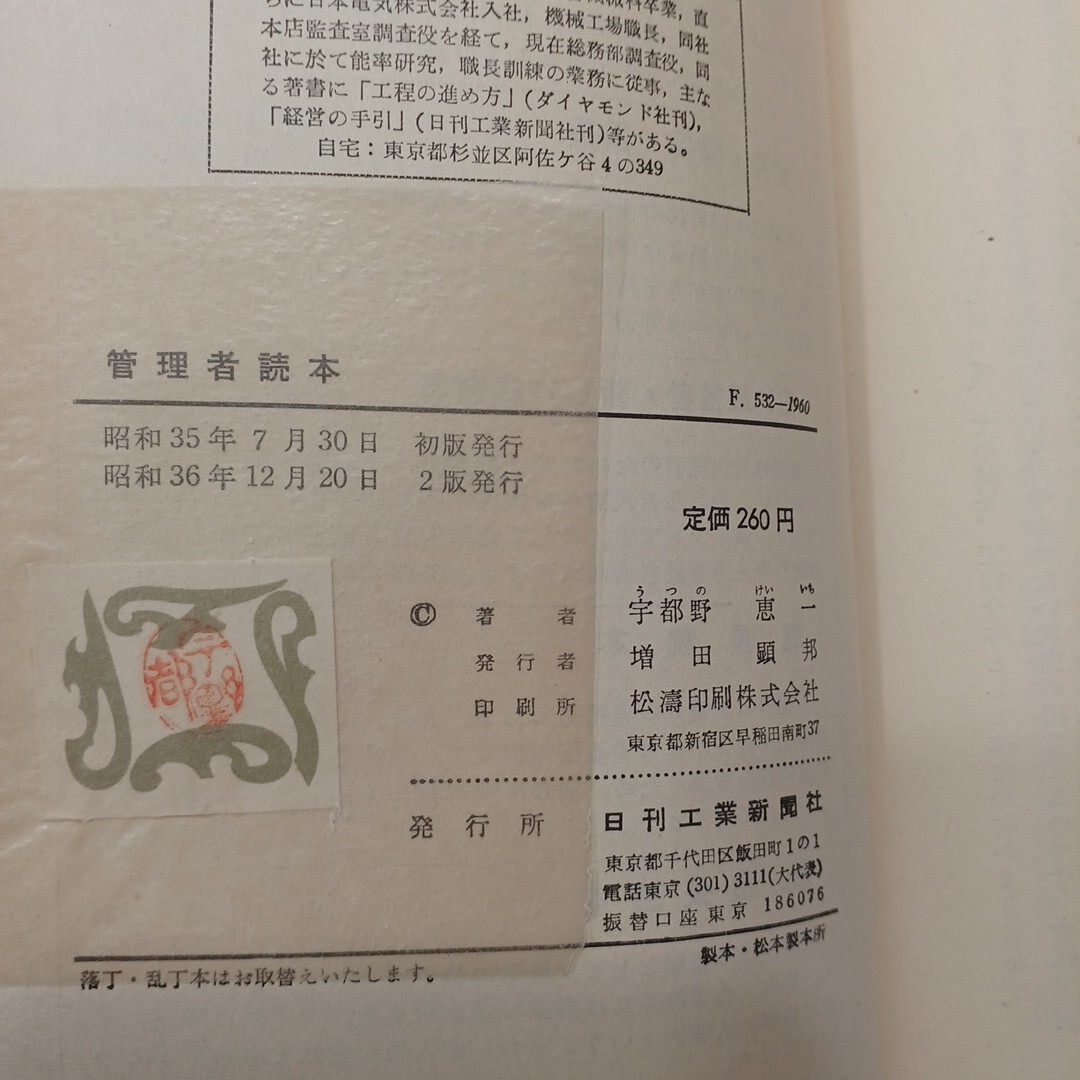 機械科卒業，直
ちに日本電気株式会社入社，機械工場職長，同社
本店監査室調査役を経て，現在総務部調査役，同
社に於て能率研究，職長訓練の業務に従事，主な
る著書に「工程の進め方」（ダイヤモンド社刊），
「経営の手引」（日刊工業新聞社刊）等がある。
自宅：東京都杉並区阿佐ケ谷4の349
管理者読本
F. 532—1960
昭和35年7月30日 初版発行
昭和36年12月20日 2版発行
定価260円
うつの けいいち
© 著者 宇都野 恵一
発行者 増田顕邦
印刷所 松濤印刷株式会社
東京都新宿区早稲田南町37
発行所 日刊工業新聞社
東京都千代田区飯田町1の1
電話東京(301)3111(大代表)
振替口座東京 186076
製本・松本製本所
落丁・乱丁本はお取替えいたします。